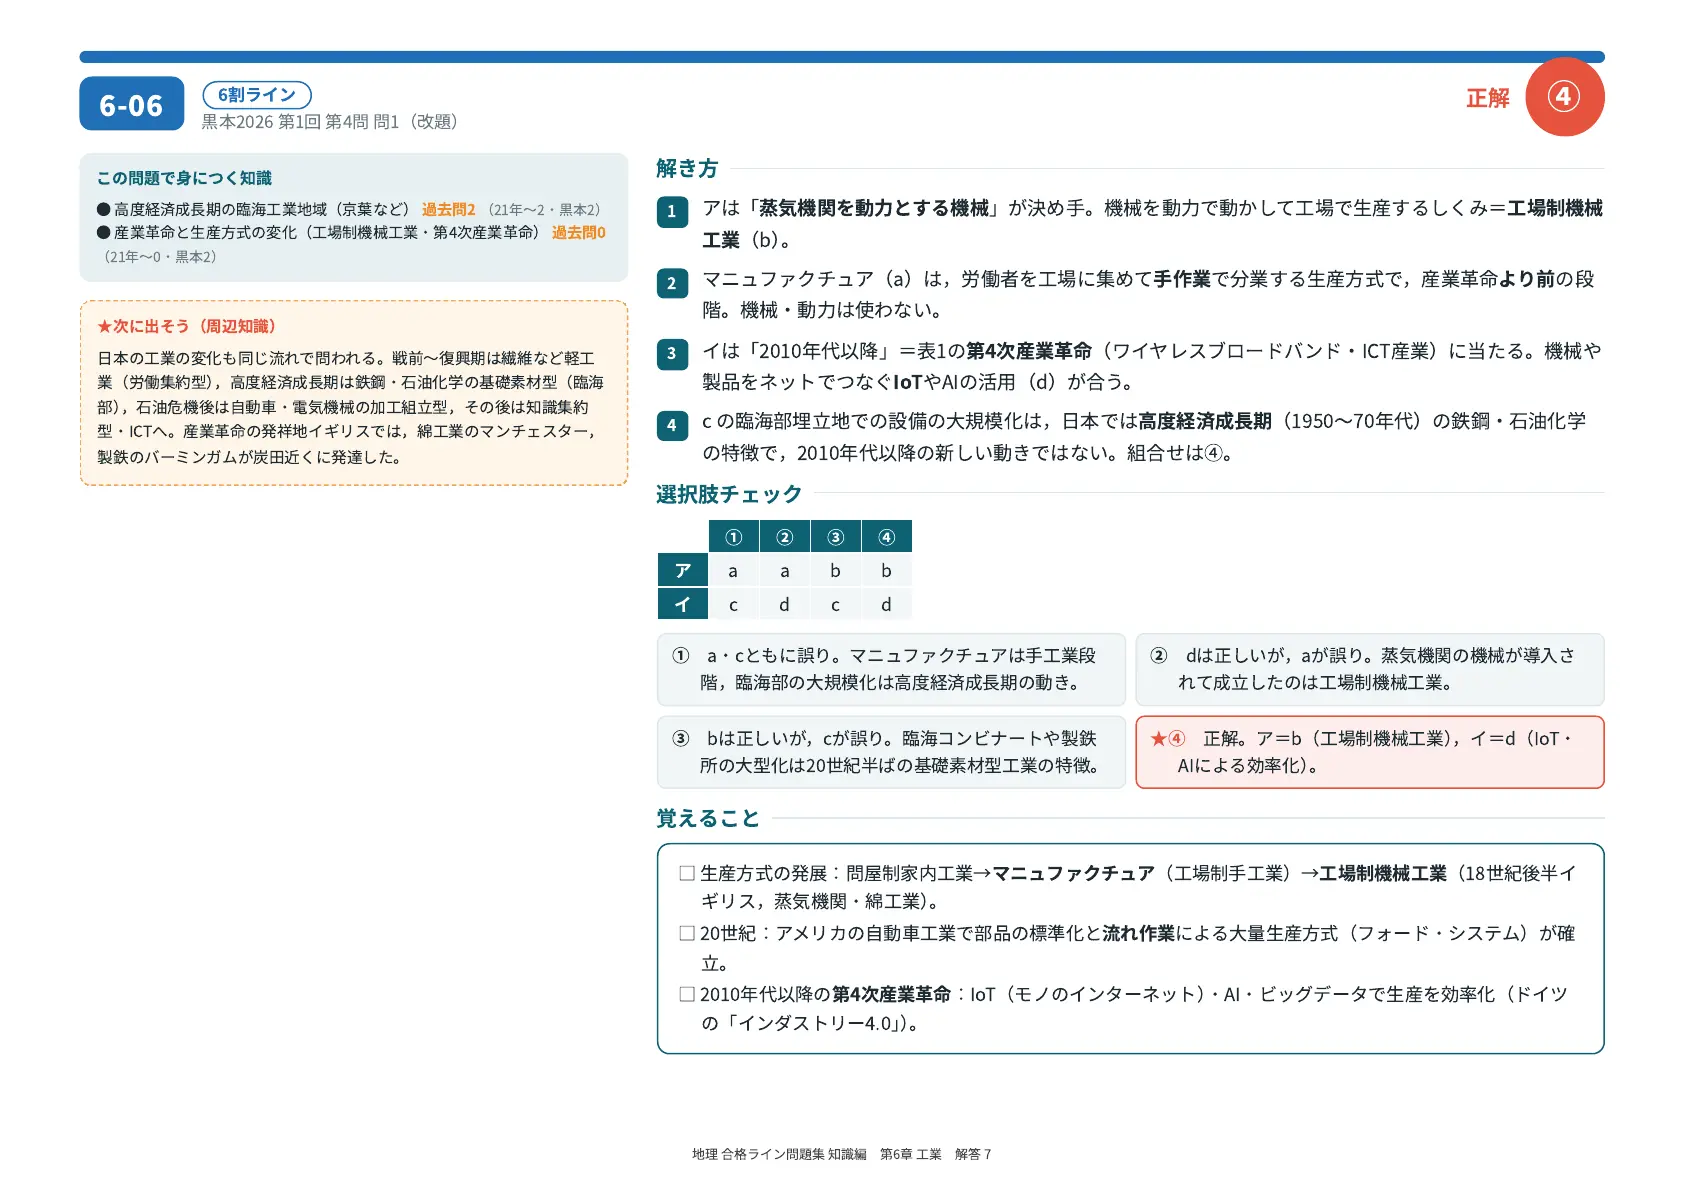 6-06
6割ライン
黒本2026 第1回 第4問 問1（改題）
正解 ④
この問題で身につく知識
● 高度経済成長期の臨海工業地域（京葉など） 過去問2 （21年〜2・黒本2）
● 産業革命と生産方式の変化（工場制機械工業・第4次産業革命） 過去問0
（21年〜0・黒本2）
★次に出そう（周辺知識）
日本の工業の変化も同じ流れで問われる。戦前〜復興期は繊維など軽工
業（労働集約型），高度経済成長期は鉄鋼・石油化学の基礎素材型（臨海
部），石油危機後は自動車・電気機械の加工組立型，その後は知識集約
型・ICTへ。産業革命の発祥地イギリスでは，綿工業のマンチェスター，
製鉄のバーミンガムが炭田近くに発達した。
解き方
1 アは「蒸気機関を動力とする機械」が決め手。機械を動力で動かして工場で生産するしくみ＝工場制機械
工業（b）。
2 マニュファクチュア（a）は，労働者を工場に集めて手作業で分業する生産方式で，産業革命より前の段
階。機械・動力は使わない。
3 イは「2010年代以降」＝表1の第4次産業革命（ワイヤレスブロードバンド・ICT産業）に当たる。機械や
製品をネットでつなぐIoTやAIの活用（d）が合う。
4 c の臨海部埋立地での設備の大規模化は，日本では高度経済成長期（1950〜70年代）の鉄鋼・石油化学
の特徴で，2010年代以降の新しい動きではない。組合せは④。
選択肢チェック
① ② ③ ④
ア a a b b
イ c d c d
① a・cともに誤り。マニュファクチュアは手工業段
階，臨海部の大規模化は高度経済成長期の動き。
② dは正しいが，aが誤り。蒸気機関の機械が導入さ
れて成立したのは工場制機械工業。
③ bは正しいが，cが誤り。臨海コンビナートや製鉄
所の大型化は20世紀半ばの基礎素材型工業の特徴。
★④ 正解。ア＝b（工場制機械工業），イ＝d（IoT・
AIによる効率化）。
覚えること
□ 生産方式の発展：問屋制家内工業→マニュファクチュア（工場制手工業）→工場制機械工業（18世紀後半イ
ギリス，蒸気機関・綿工業）。
□ 20世紀：アメリカの自動車工業で部品の標準化と流れ作業による大量生産方式（フォード・システム）が確
立。
□ 2010年代以降の第4次産業革命：IoT（モノのインターネット）・AI・ビッグデータで生産を効率化（ドイツ
の「インダストリー4.0」）。
地理 合格ライン問題集 知識編 第6章 工業 解答 7